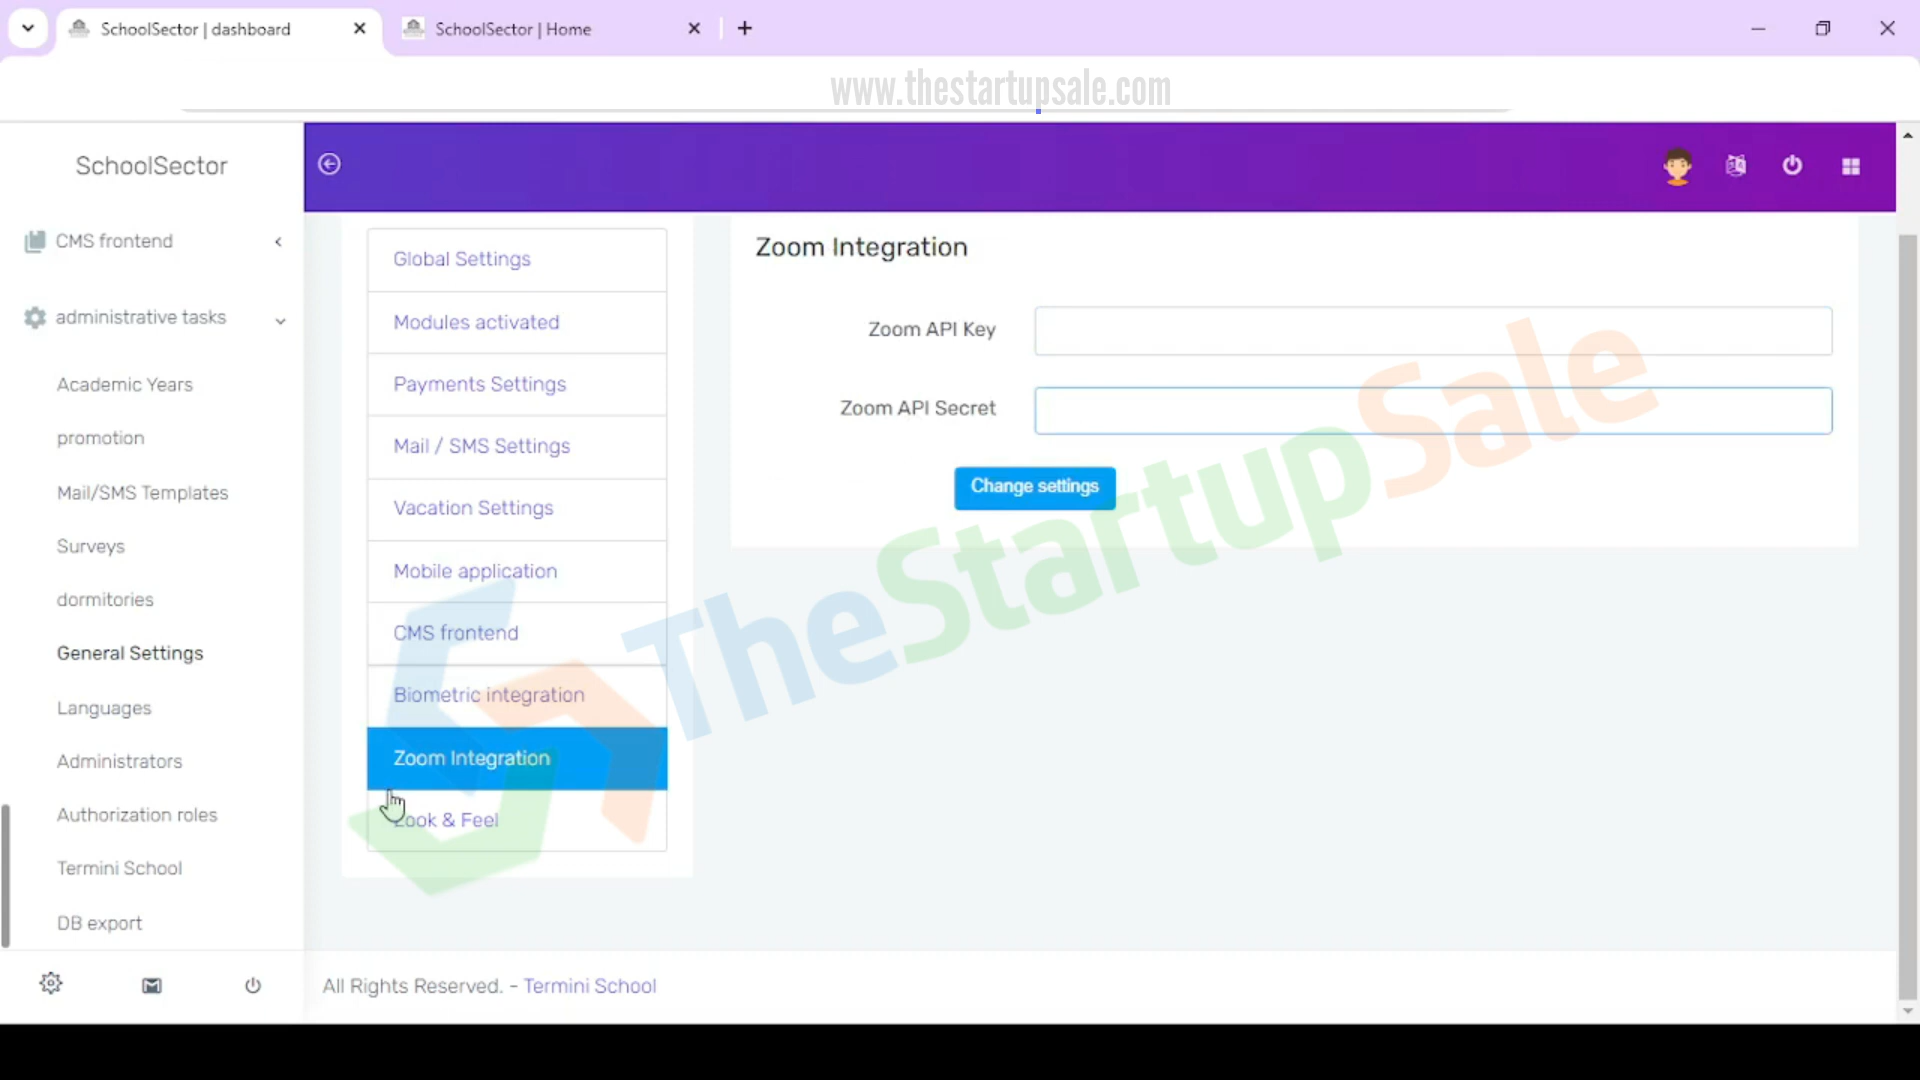 SchoolSector | dashboard
SchoolSector | Home
www.thestartupsale.com
SchoolSector
CMS frontend
administrative tasks
Academic Years
promotion
Mail/SMS Templates
Surveys
dormitories
General Settings
Languages
Administrators
Authorization roles
Termini School
DB export
Global Settings
Modules activated
Payments Settings
Mail / SMS Settings
Vacation Settings
Mobile application
CMS frontend
Biometric integration
Zoom Integration
Look & Feel
Zoom Integration
Zoom API Key
Zoom API Secret
Change settings
TheStartupSale
All Rights Reserved. - Termini School